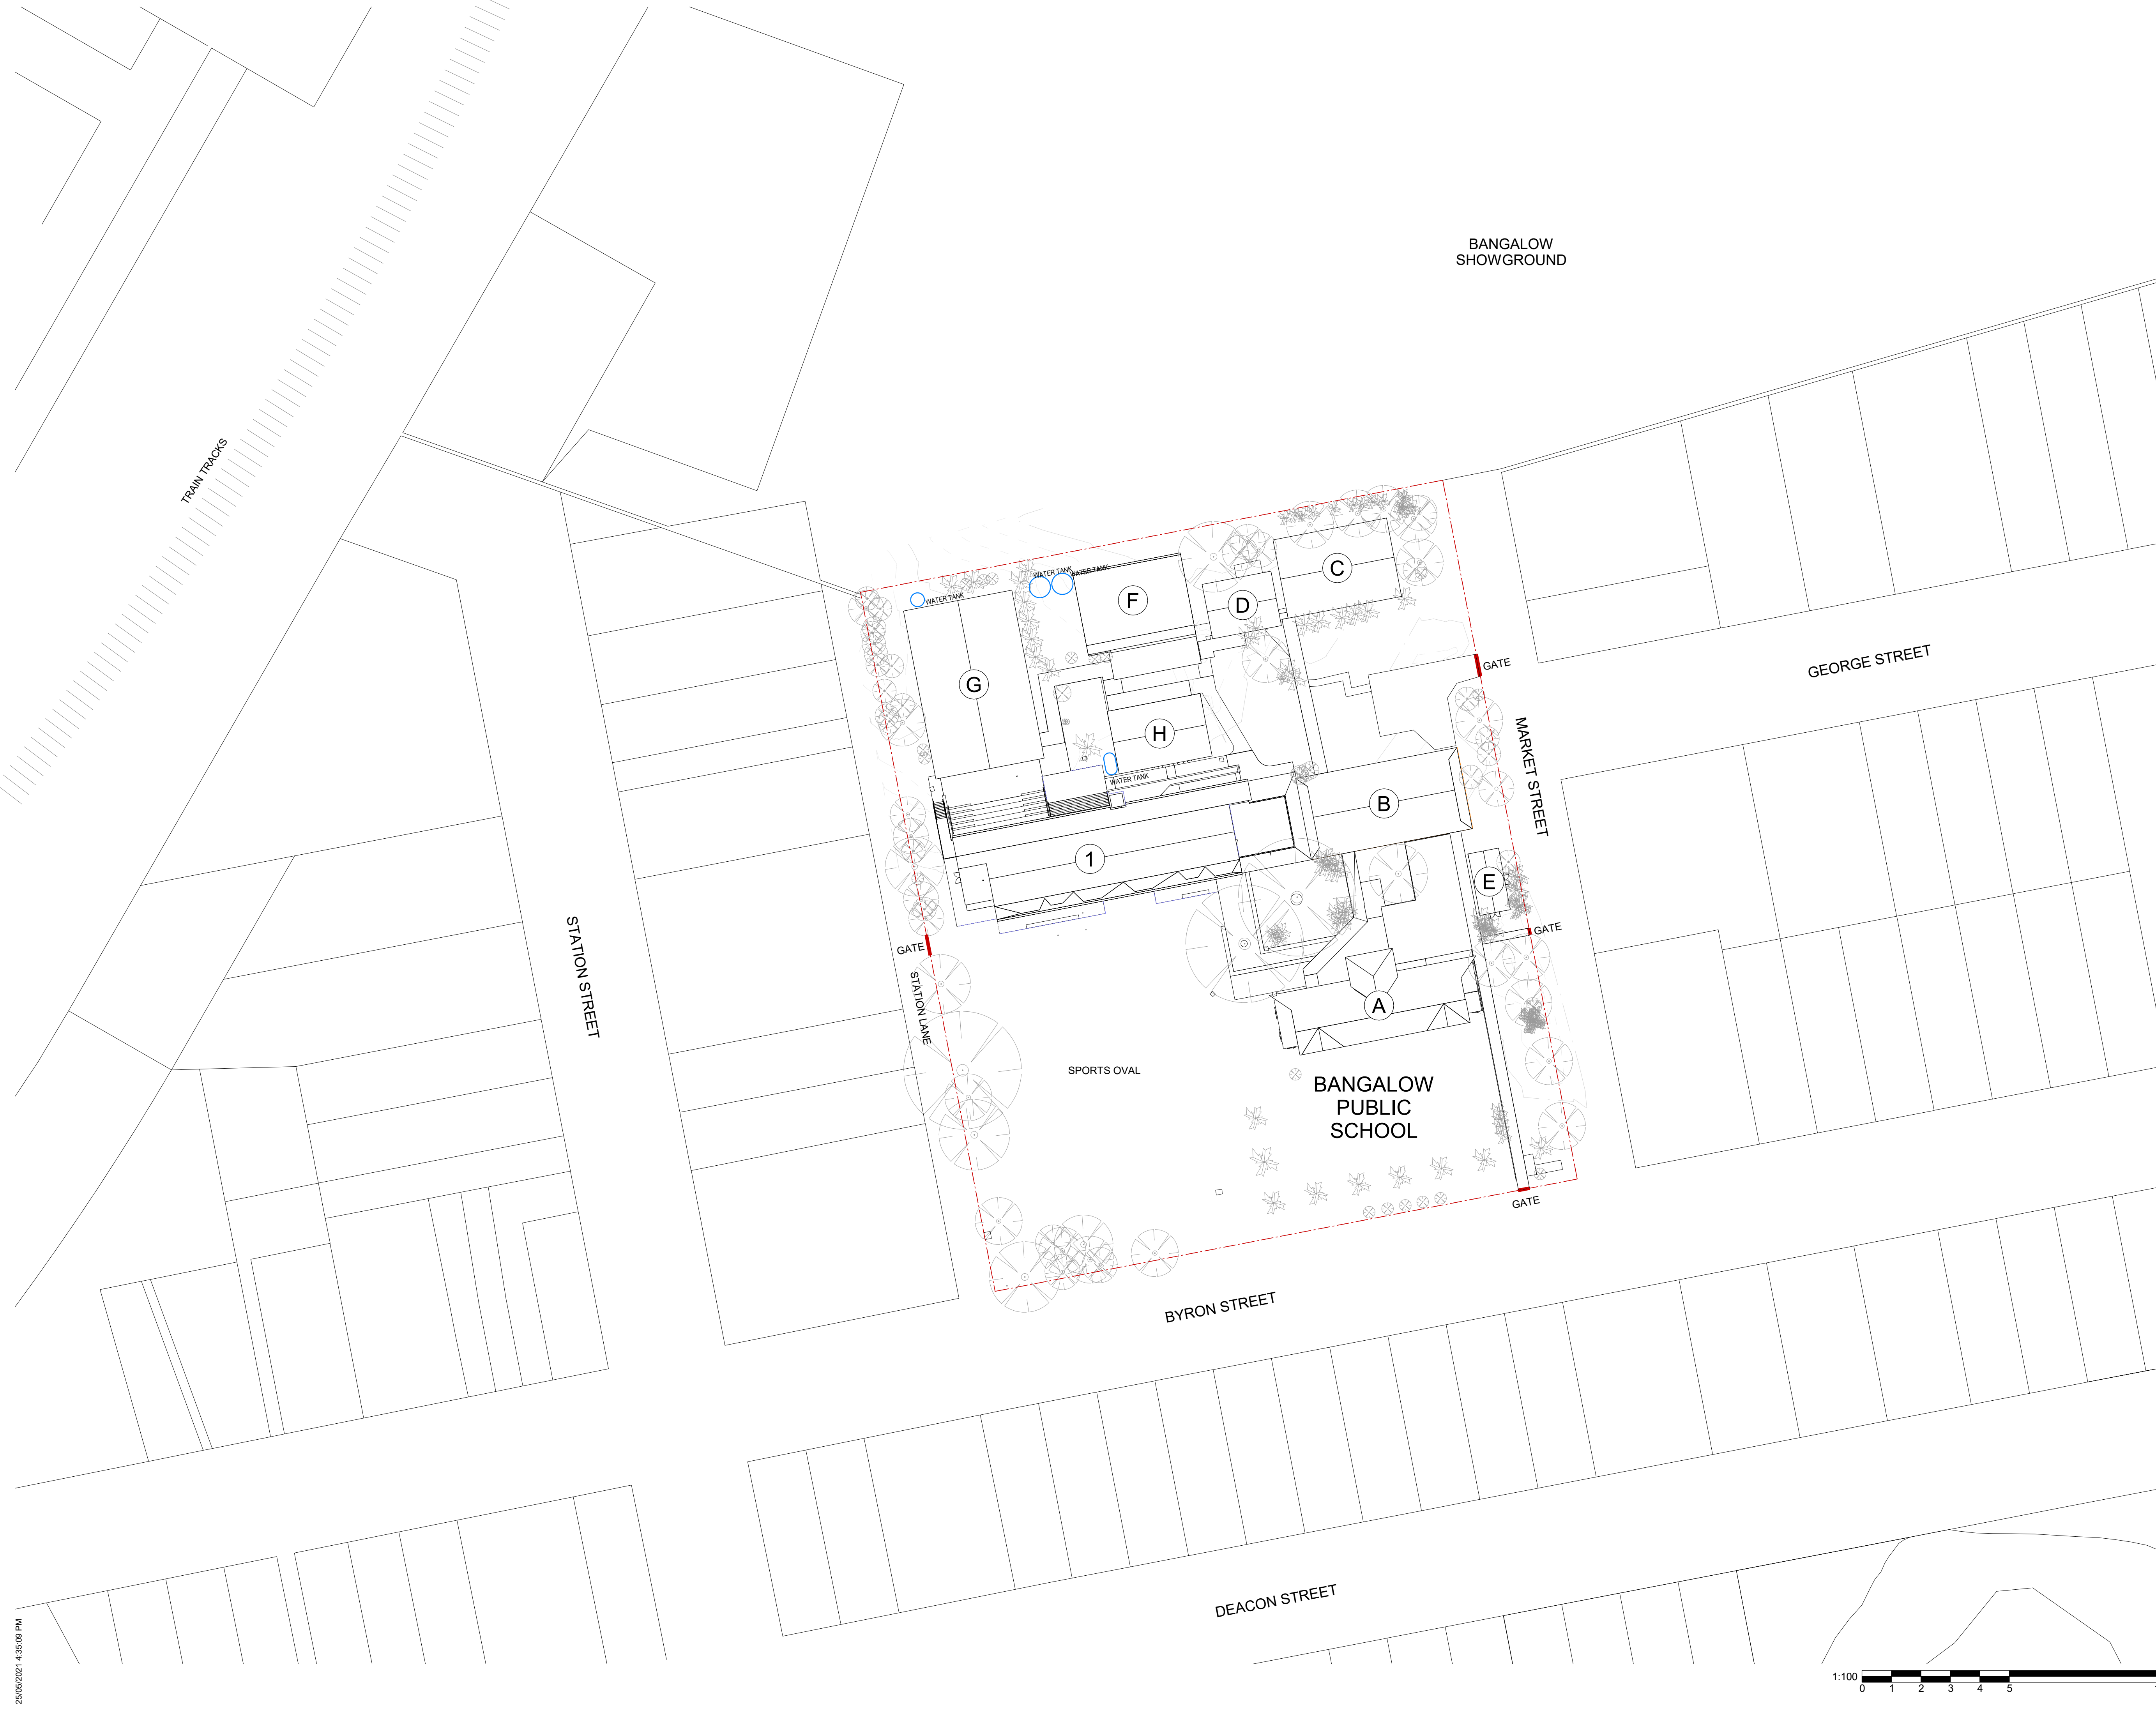 BANGALOW
SHOWGROUND
TRAIN TRACKS
WATER TANK
WATER TANK
WATER TANK
C
F
D
GATE
GEORGE STREET
G
H
MARKET STREET
WATER TANK
B
1
E
STATION STREET
GATE
GATE
STATION LANE
A
SPORTS OVAL
BANGALOW
PUBLIC
SCHOOL
GATE
BYRON STREET
DEACON STREET
25/05/2021 4:35:09 PM
1:100
0 1 2 3 4 5